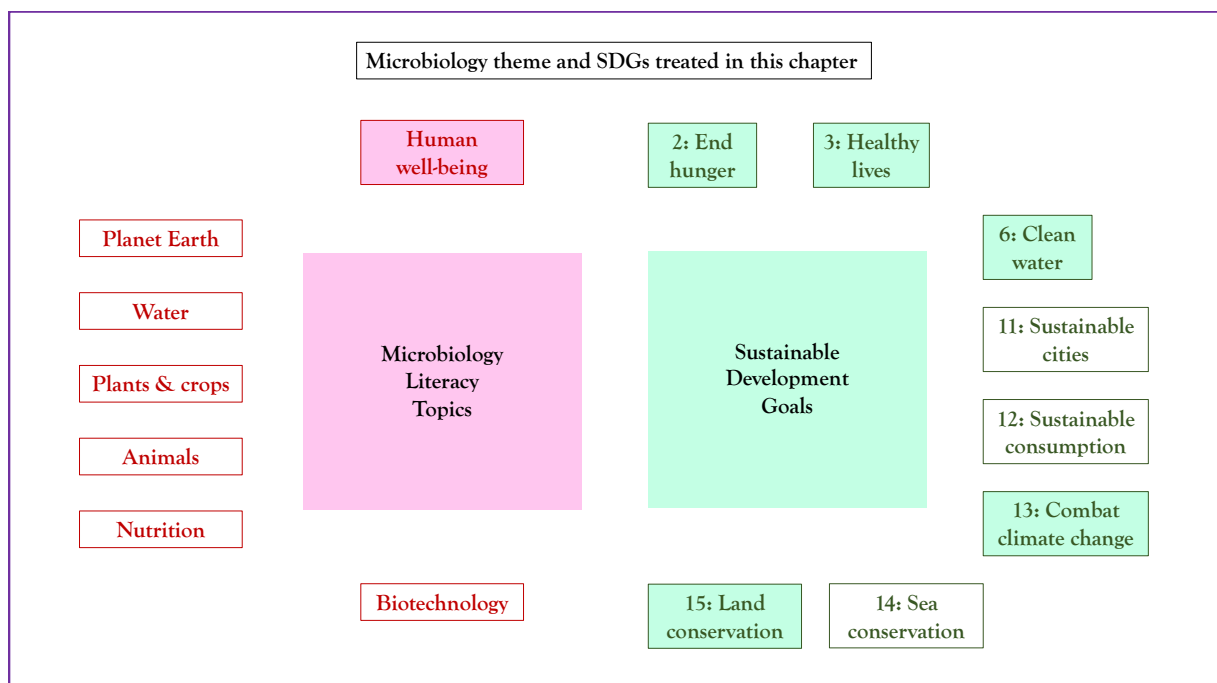 Microbiology theme and SDGs treated in this chapter
Human
well-being
2: End
hunger
3: Healthy
lives
Planet Earth
Water
Plants & crops
Animals
Nutrition
Microbiology
Literacy
Topics
Sustainable
Development
Goals
6: Clean
water
11: Sustainable
cities
12: Sustainable
consumption
13: Combat
climate change
Biotechnology
15: Land
conservation
14: Sea
conservation